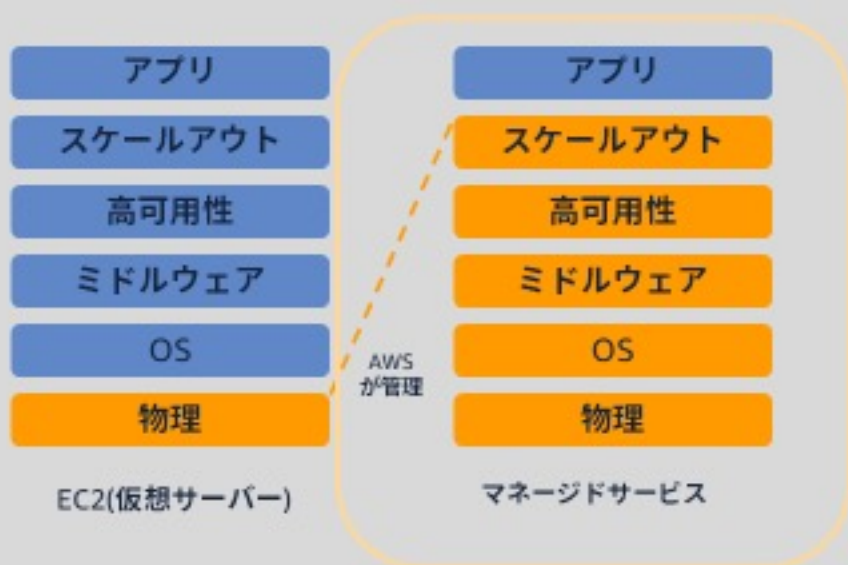 アプリ
スケールアウト
高可用性
ミドルウェア
OS
物理
EC2(仮想サーバー)
AWS
が管理
アプリ
スケールアウト
高可用性
ミドルウェア
OS
物理
マネージドサービス